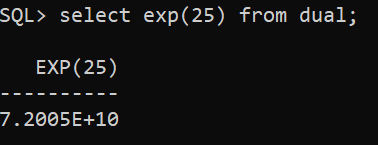 SQL> select exp(25) from dual;
EXP(25)
----------
7.2005E+10